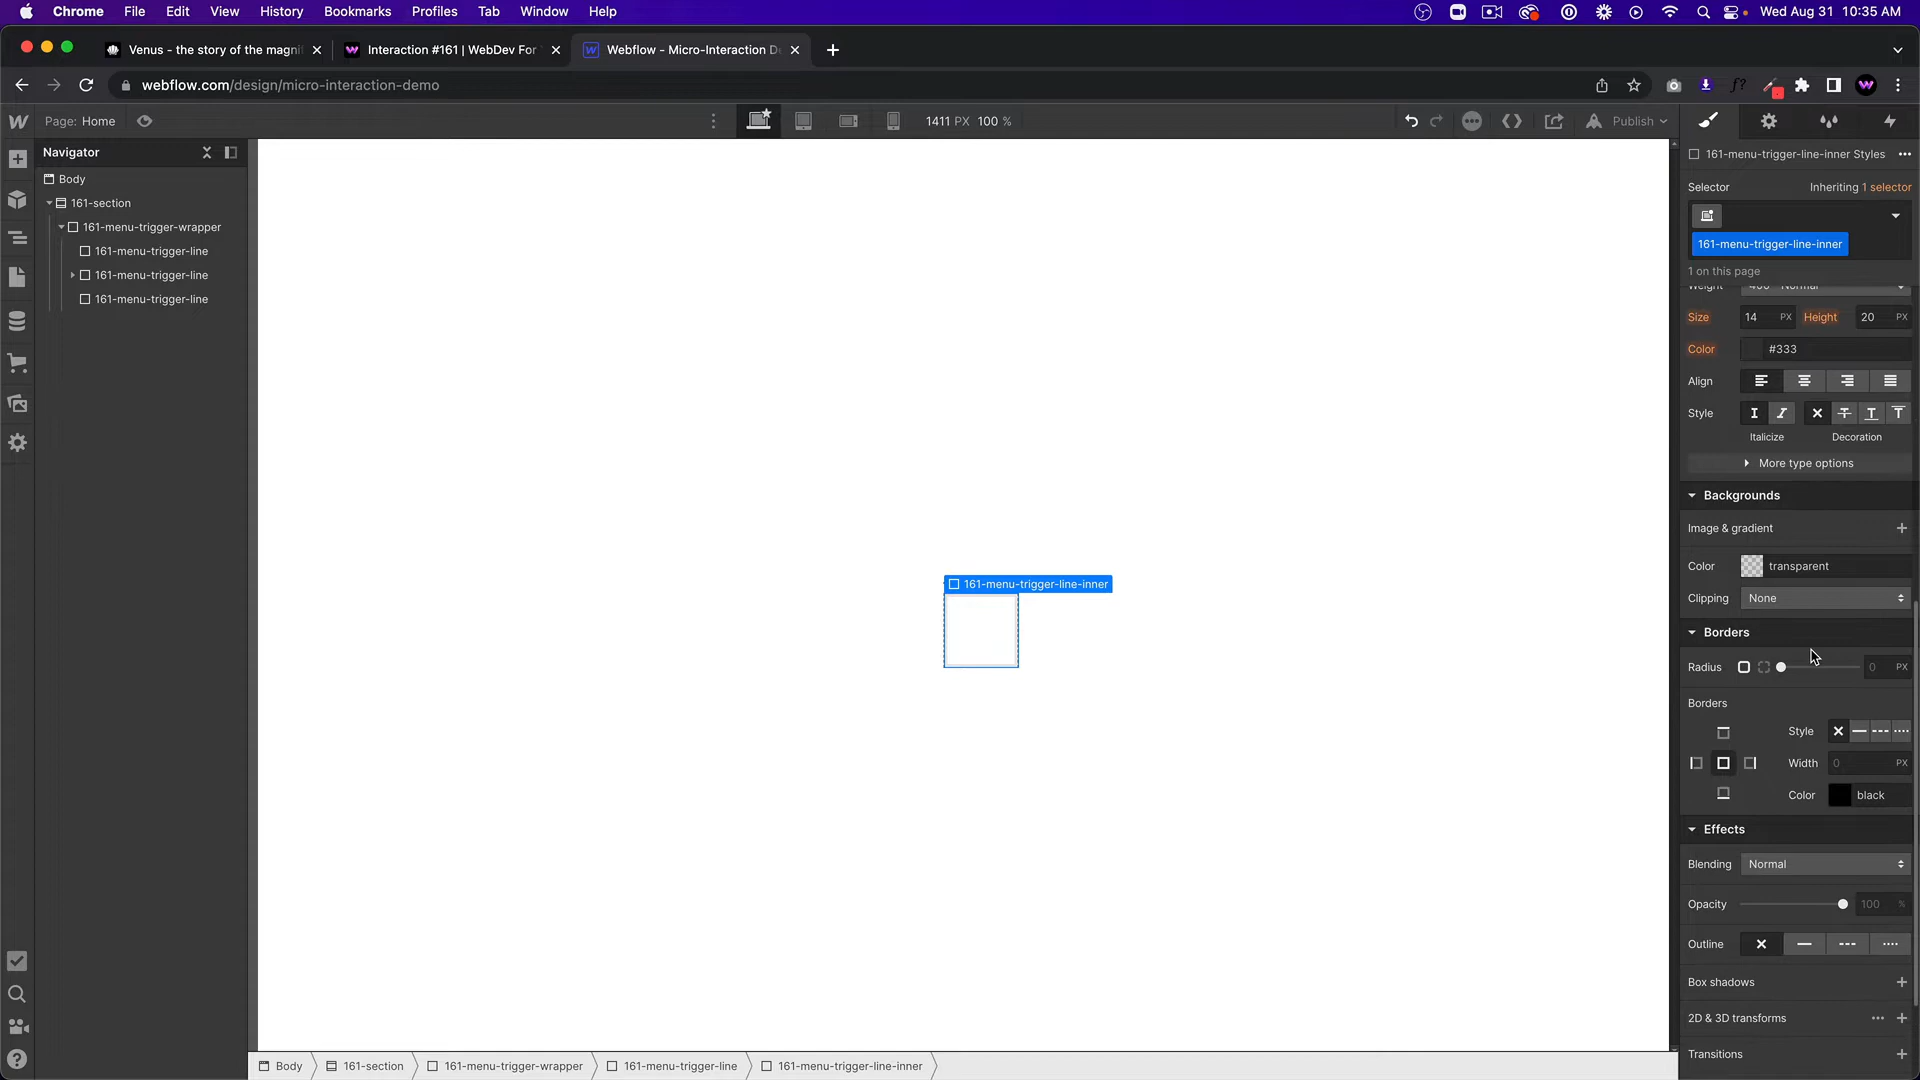 Chrome File Edit View History Bookmarks Profiles Tab Window Help Wed Aug 31 10:35 AM
Venus - the story of the magni Interaction #161 | WebDev For Webflow - Micro-Interaction De
webflow.com/design/micro-interaction-demo
Page: Home 1411 PX 100 % Publish
Navigator
Body
161-section
161-menu-trigger-wrapper
161-menu-trigger-line
161-menu-trigger-line
161-menu-trigger-line
161-menu-trigger-line-inner
161-menu-trigger-line-inner Styles
Selector Inheriting 1 selector
161-menu-trigger-line-inner
1 on this page
Weight 400 - Normal
Size 14 PX Height 20 PX
Color #333
Align
Style
Italicize Decoration
More type options
Backgrounds
Image & gradient
Color transparent
Clipping None
Borders
Radius 0 PX
Borders
Style
Width 0 PX
Color black
Effects
Blending Normal
Opacity 100 %
Outline
Box shadows
2D & 3D transforms
Transitions
Body 161-section 161-menu-trigger-wrapper 161-menu-trigger-line 161-menu-trigger-line-inner